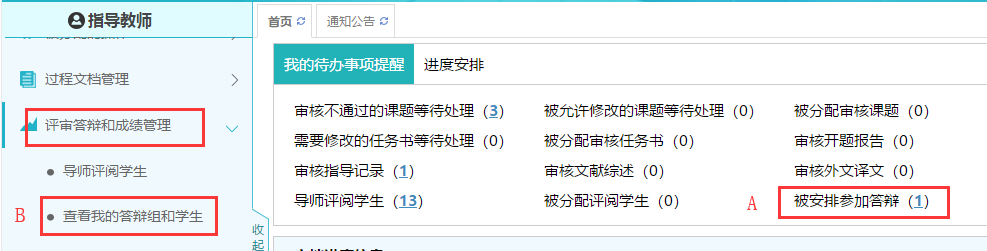 指导教师
首页
通知公告
我的待办事项提醒
进度安排
过程文档管理
评审答辩和成绩管理
导师评阅学生
B
查看我的答辩组和学生
审核不通过的课题等待处理（3）
被允许修改的课题等待处理（0）
被分配审核课题（0）
需要修改的任务书等待处理（0）
被分配审核任务书（0）
审核开题报告（0）
审核指导记录（1）
审核文献综述（0）
审核外文译文（0）
导师评阅学生（13）
被分配评阅学生（0）
A
被安排参加答辩（1）
收
起